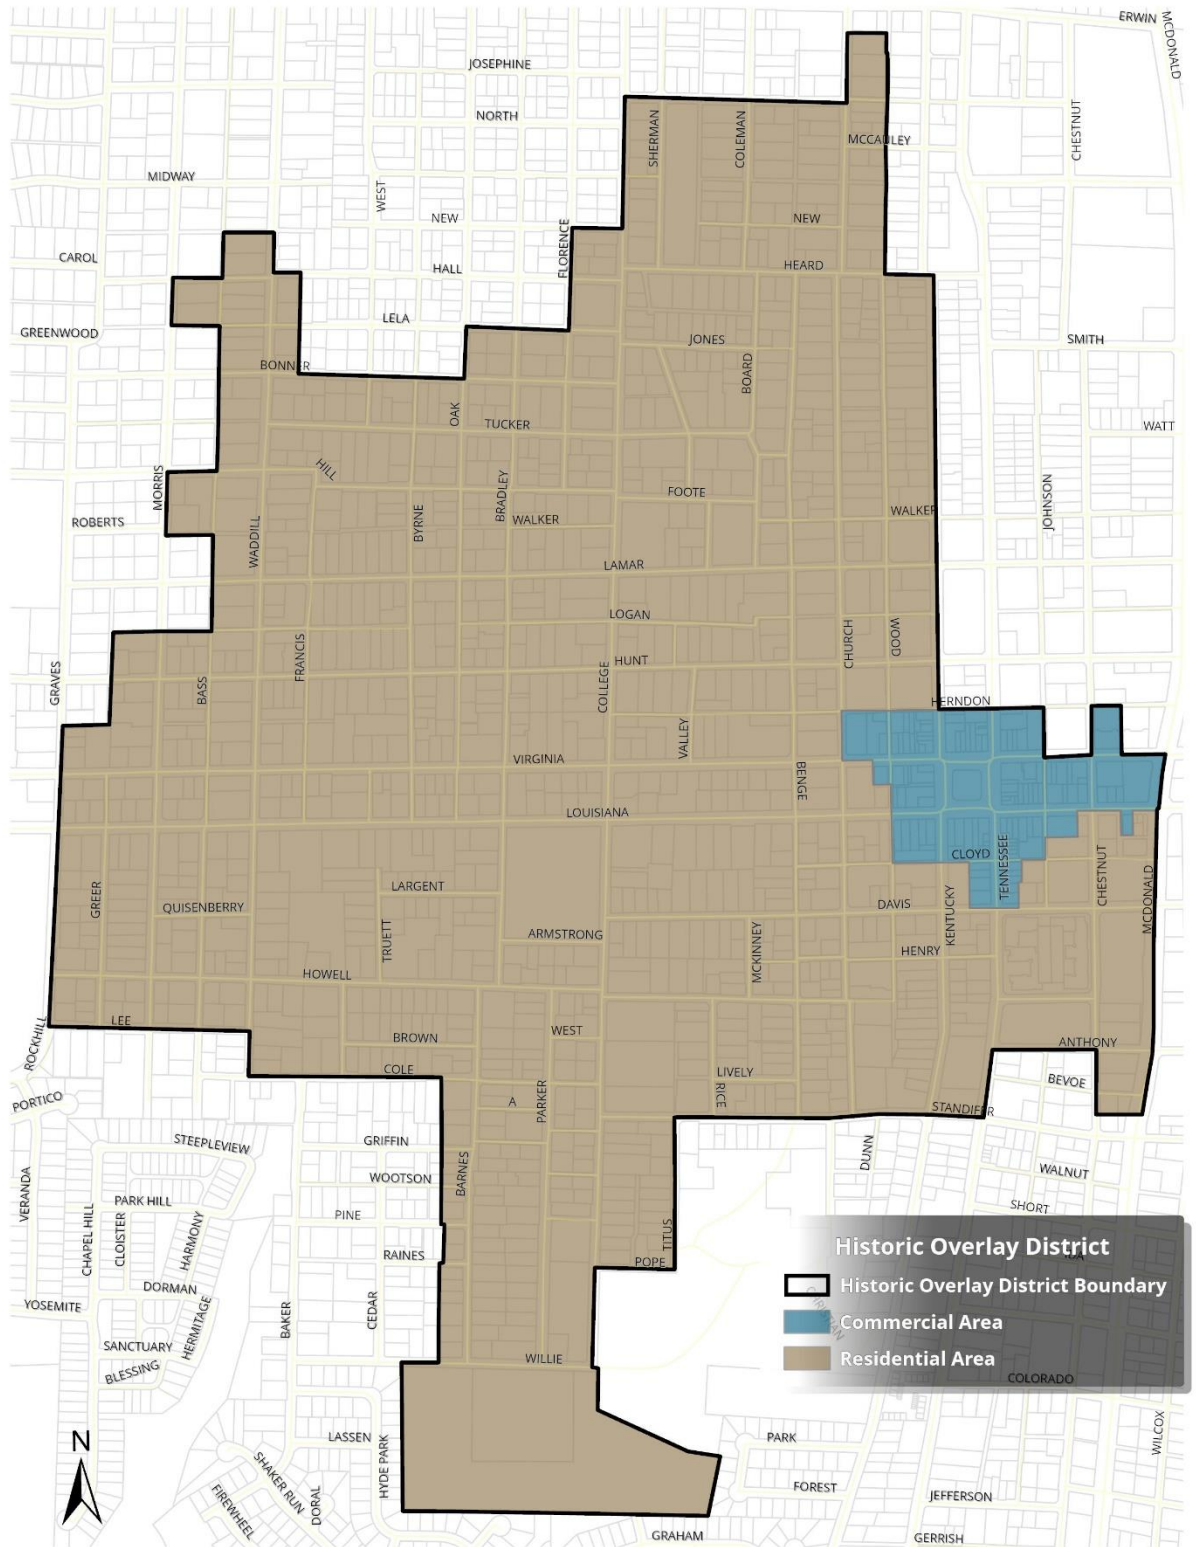 ERWIN
MCDONALD
JOSEPHINE
NORTH
CHESTNUT
SHERMAN
COLEMAN
MCCAULEY
MIDWAY
WEST
NEW
NEW
FLORENCE
CAROL
HALL
HEARD
LELA
GREENWOOD
JONES
SMITH
BONNER
BOARD
OAK
TUCKER
WATT
HILL
MORRIS
BRADLEY
FOOTE
JOHNSON
ROBERTS
WADDILL
BYRNE
WALKER
WALKER
LAMAR
LOGAN
CHURCH
WOOD
GRAVES
BASS
FRANCIS
COLLEGE
HUNT
HERNDON
VALLEY
VIRGINIA
BENGE
LOUISIANA
CLOYD
TENNESSEE
CHESTNUT
MCDONALD
GREER
LARGENT
QUISENBERRY
DAVIS
KENTUCKY
TRUETT
ARMSTRONG
MCKINNEY
HENRY
HOWELL
ROCKHILL
LEE
BROWN
WEST
ANTHONY
COLE
LIVELY
BEVOE
PORTICO
A
PARKER
RICE
STANDIFER
STEEPLEVIEW
GRIFFIN
DUNN
VERANDA
WOOTSON
BARNES
WALNUT
PARK HILL
CHAPEL HILL
CLOISTER
HARMONY
PINE
TITUS
SHORT
RAINES
POPE
IDA
Historic Overlay District
Historic Overlay District Boundary
DORMAN
YOSEMITE
BAKER
CEDAR
HERMITAGE
CHRISTIAN
Commercial Area
SANCTUARY
WILLIE
Residential Area
BLESSING
COLORADO
N
LASSEN
HYDE PARK
PARK
WILCOX
SHAKER RUN
FIREWHEEL
DORAL
FOREST
JEFFERSON
GRAHAM
GERRISH